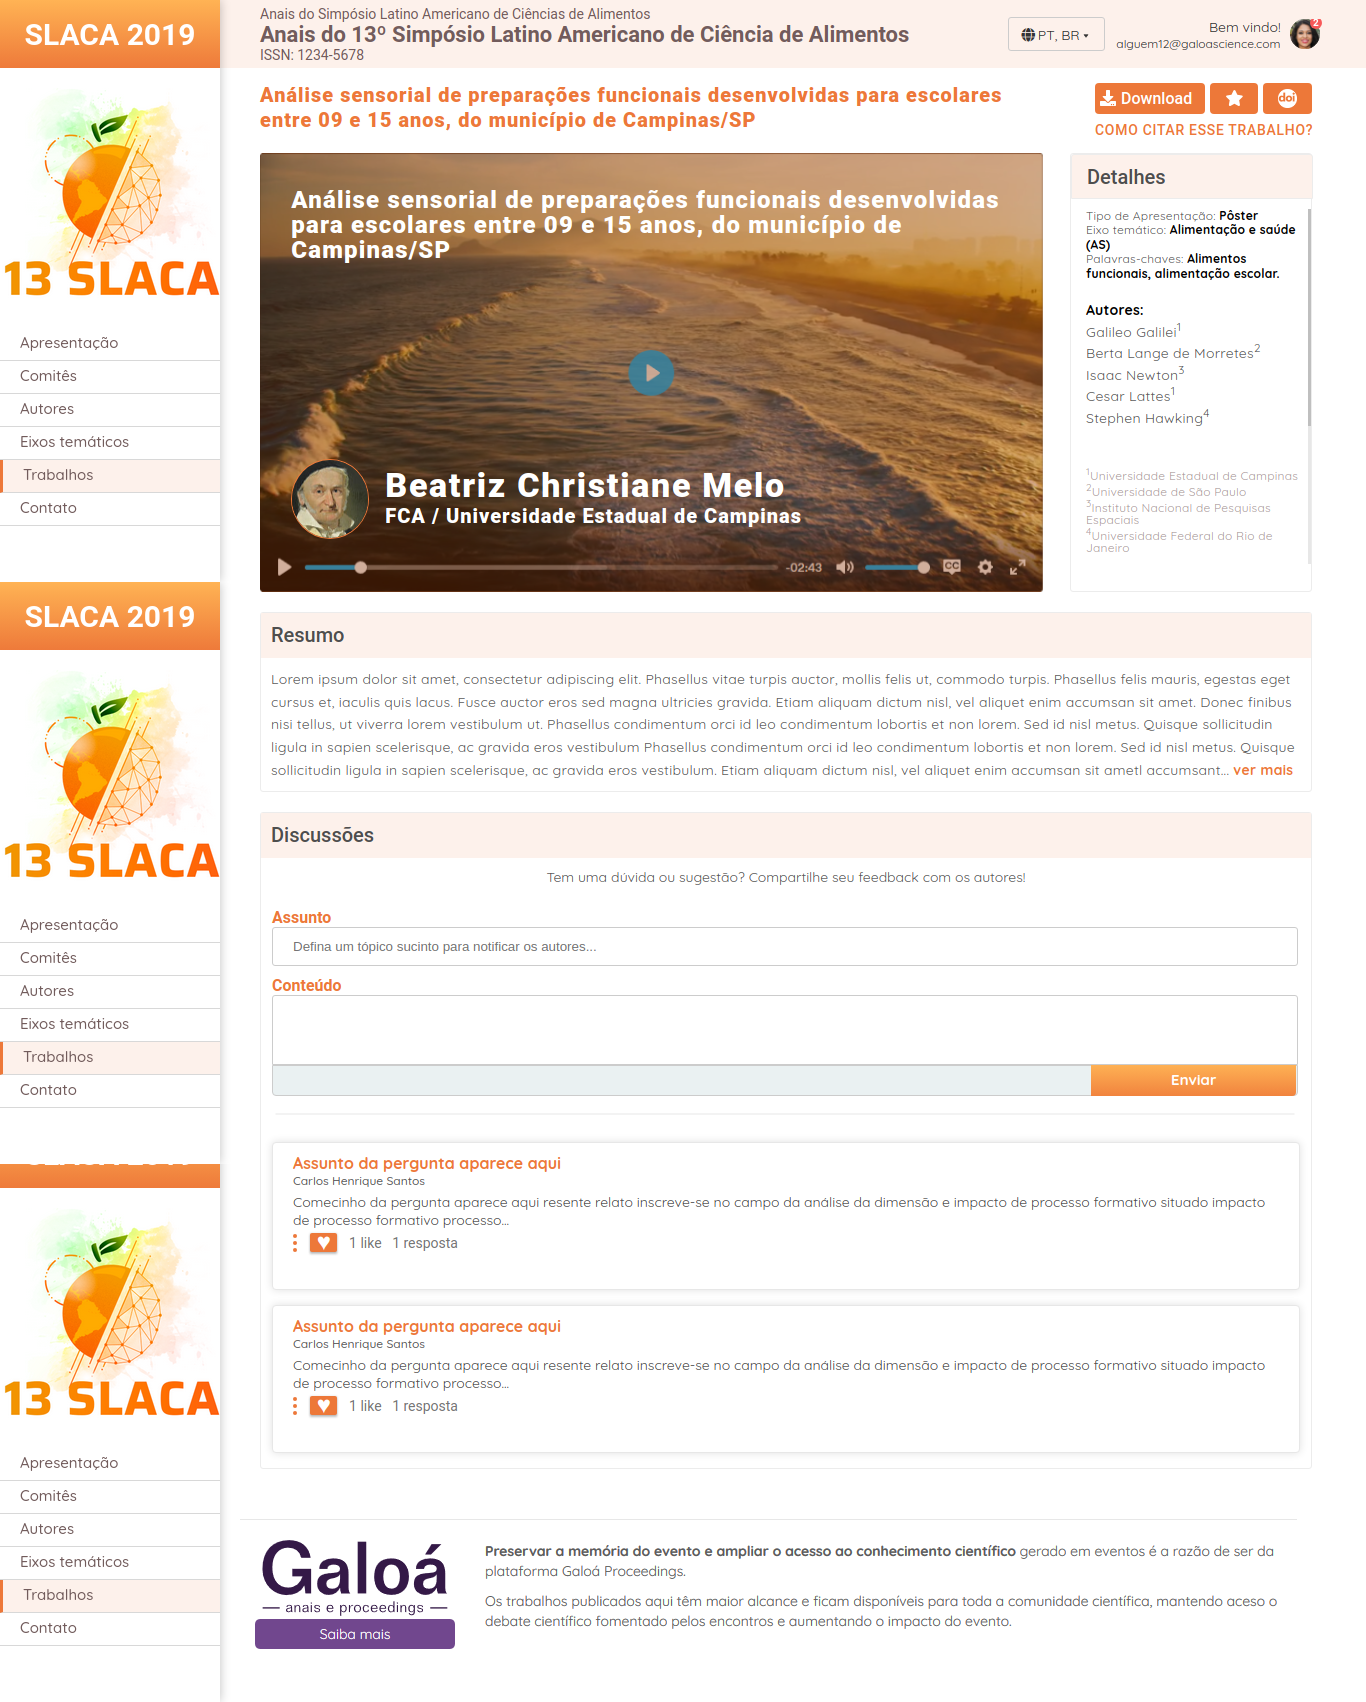 SLACA 2019
Anais do Simpósio Latino Americano de Ciências de Alimentos
Anais do 13º Simpósio Latino Americano de Ciência de Alimentos
ISSN: 1234-5678
PT, BR
Bem vindo!
alguem12@galoascience.com
2
13 SLACA
Apresentação
Comitês
Autores
Eixos temáticos
Trabalhos
Contato
Análise sensorial de preparações funcionais desenvolvidas para escolares
entre 09 e 15 anos, do município de Campinas/SP
Download
doi
COMO CITAR ESSE TRABALHO?
Análise sensorial de preparações funcionais desenvolvidas
para escolares entre 09 e 15 anos, do município de
Campinas/SP
Beatriz Christiane Melo
FCA / Universidade Estadual de Campinas
-02:43
CC
Detalhes
Tipo de Apresentação: Pôster
Eixo temático: Alimentação e saúde
(AS)
Palavras-chaves: Alimentos
funcionais, alimentação escolar.
Autores:
Galileo Galilei1
Berta Lange de Morretes2
Isaac Newton3
Cesar Lattes1
Stephen Hawking4
1Universidade Estadual de Campinas
2Universidade de São Paulo
3Instituto Nacional de Pesquisas
Espaciais
4Universidade Federal do Rio de
Janeiro
SLACA 2019
13 SLACA
Apresentação
Comitês
Autores
Eixos temáticos
Trabalhos
Contato
Resumo
Lorem ipsum dolor sit amet, consectetur adipiscing elit. Phasellus vitae turpis auctor, mollis felis ut, commodo turpis. Phasellus felis mauris, egestas eget
cursus et, iaculis quis lacus. Fusce auctor eros sed magna ultricies gravida. Etiam aliquam dictum nisl, vel aliquet enim accumsan sit amet. Donec finibus
nisi tellus, ut viverra lorem vestibulum ut. Phasellus condimentum orci id leo condimentum lobortis et non lorem. Sed id nisl metus. Quisque sollicitudin
ligula in sapien scelerisque, ac gravida eros vestibulum Phasellus condimentum orci id leo condimentum lobortis et non lorem. Sed id nisl metus. Quisque
sollicitudin ligula in sapien scelerisque, ac gravida eros vestibulum. Etiam aliquam dictum nisl, vel aliquet enim accumsan sit ametl accumsant... ver mais
Discussões
Tem uma dúvida ou sugestão? Compartilhe seu feedback com os autores!
Assunto
Defina um tópico sucinto para notificar os autores...
Conteúdo
Enviar
Assunto da pergunta aparece aqui
Carlos Henrique Santos
Comecinho da pergunta aparece aqui resente relato inscreve-se no campo da análise da dimensão e impacto de processo formativo situado impacto
de processo formativo processo...
1 like 1 resposta
Assunto da pergunta aparece aqui
Carlos Henrique Santos
Comecinho da pergunta aparece aqui resente relato inscreve-se no campo da análise da dimensão e impacto de processo formativo situado impacto
de processo formativo processo...
1 like 1 resposta
13 SLACA
Apresentação
Comitês
Autores
Eixos temáticos
Trabalhos
Contato
Galoá
anais e proceedings
Saiba mais
Preservar a memória do evento e ampliar o acesso ao conhecimento científico gerado em eventos é a razão de ser da
plataforma Galoá Proceedings.
Os trabalhos publicados aqui têm maior alcance e ficam disponíveis para toda a comunidade científica, mantendo aceso o
debate científico fomentado pelos encontros e aumentando o impacto do evento.